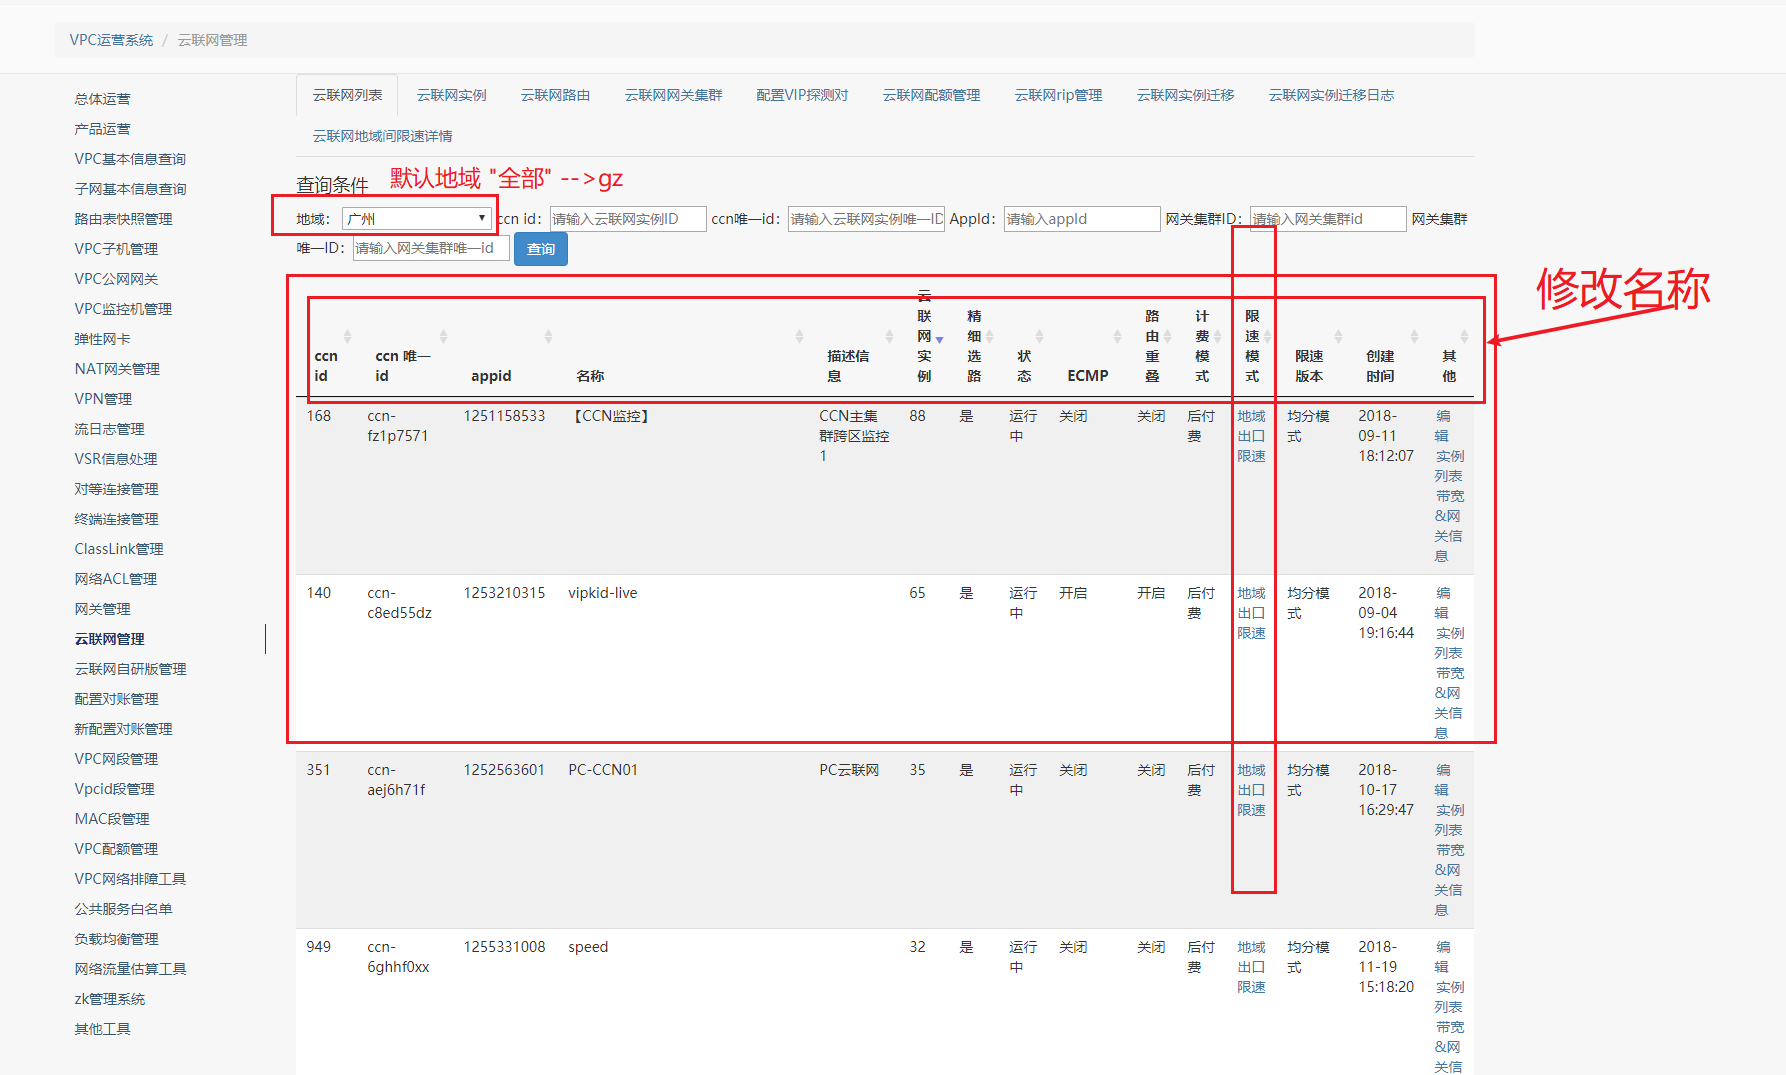 VPC运营系统 / 云联网管理
总体运营
产品运营
VPC基本信息查询
子网基本信息查询
路由表快照管理
VPC子机管理
VPC公网网关
VPC监控机管理
弹性网卡
NAT网关管理
VPN管理
流日志管理
VSR信息处理
对等连接管理
终端连接管理
ClassLink管理
网络ACL管理
网关管理
云联网管理
云联网自研版管理
配置对账管理
新配置对账管理
VPC网段管理
Vpcid段管理
MAC段管理
VPC配额管理
VPC网络排障工具
公共服务白名单
负载均衡管理
网络流量估算工具
zk管理系统
其他工具
云联网列表 云联网实例 云联网路由 云联网网关集群 配置VIP探测对 云联网配额管理 云联网rip管理 云联网实例迁移 云联网实例迁移日志
云联网地域间限速详情
查询条件 默认地域 "全部" -->gz
地域： 广州 ccn id： 请输入云联网实例ID ccn唯一id： 请输入云联网实例唯一ID AppId： 请输入appId 网关集群ID： 请输入网关集群id 网关集群
唯一ID： 请输入网关集群唯一id 查询
修改名称
ccn id ccn 唯一 id appid 名称 描述信息 云联网实例 精细选路 状态 ECMP 路由重叠 计费模式 限速模式 限速版本 创建时间 其他
168 ccn- 1251158533 【CCN监控】 CCN主集 88 是 运行 关闭 关闭 后付 地域 均分模 2018- 编
fz1p7571 群跨区监控 中 费 出口 式 09-11 辑
1 限速 18:12:07 实例
列表
带宽
&网
关信
息
140 ccn- 1253210315 vipkid-live 65 是 运行 开启 开启 后付 地域 均分模 2018- 编
c8ed55dz 中 费 出口 式 09-04 辑
限速 19:16:44 实例
列表
带宽
&网
关信
息
351 ccn- 1252563601 PC-CCN01 PC云联网 35 是 运行 关闭 关闭 后付 地域 均分模 2018- 编
aej6h71f 中 费 出口 式 10-17 辑
限速 16:29:47 实例
列表
带宽
&网
关信
息
949 ccn- 1255331008 speed 32 是 运行 关闭 关闭 后付 地域 均分模 2018- 编
6ghhf0xx 中 费 出口 式 11-19 辑
限速 15:18:20 实例
列表
带宽
&网
关信